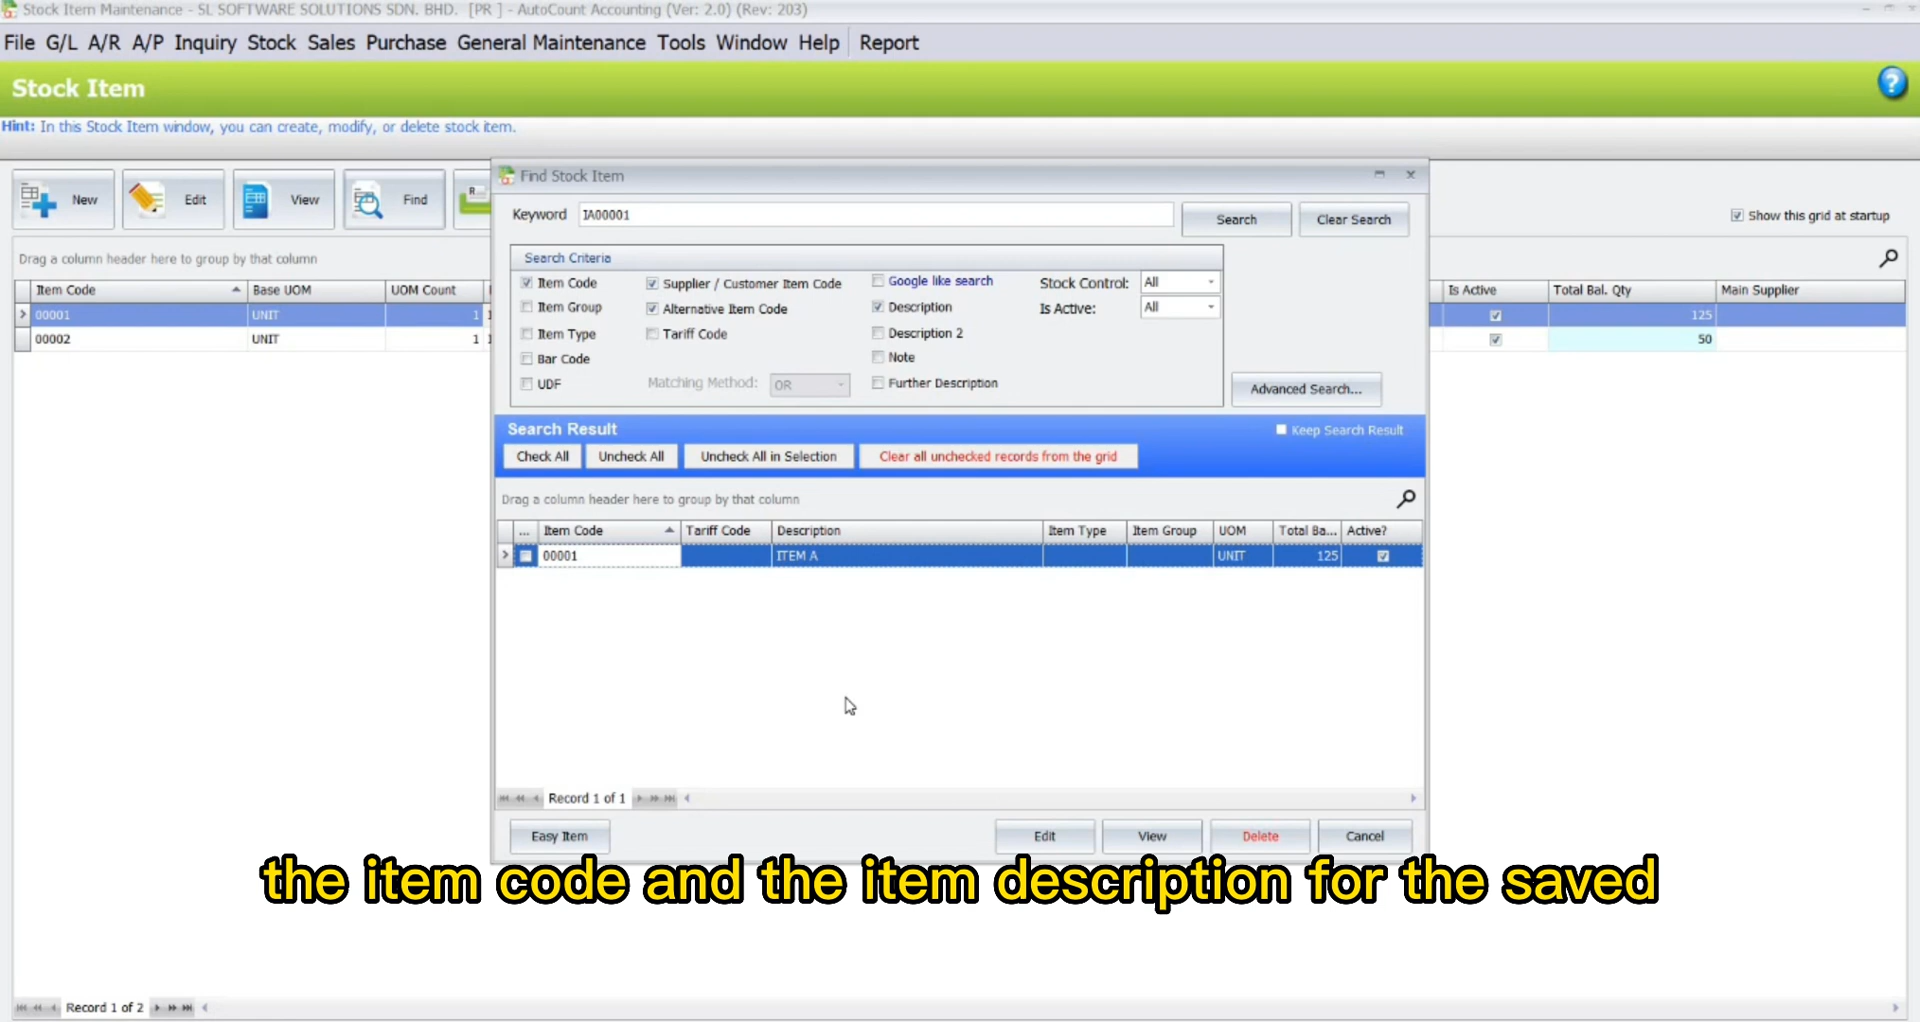 Stock Item Maintenance - SL SOFTWARE SOLUTIONS SDN. BHD. [PR ] - AutoCount Accounting (Ver: 2.0) (Rev: 203)
File G/L A/R A/P Inquiry Stock Sales Purchase General Maintenance Tools Window Help Report
Stock Item
?
Hint: In this Stock Item window, you can create, modify, or delete stock item.
New Edit View Find
Show this grid at startup
Drag a column header here to group by that column
Item Code Base UOM UOM Count Is Active Total Bal. Qty Main Supplier
00001 UNIT 1 125
00002 UNIT 1 50
Record 1 of 2
Find Stock Item
Keyword IA00001 Search Clear Search
Search Criteria
Item Code Supplier / Customer Item Code Google like search Stock Control: All
Item Group Alternative Item Code Description Is Active: All
Item Type Tariff Code Description 2
Bar Code Note
UDF Matching Method: OR Further Description
Advanced Search...
Search Result Keep Search Result
Check All Uncheck All Uncheck All in Selection Clear all unchecked records from the grid
Drag a column header here to group by that column
... Item Code Tariff Code Description Item Type Item Group UOM Total Ba... Active?
00001 ITEM A UNIT 125
Record 1 of 1
Easy Item Edit View Delete Cancel
the item code and the item description for the saved